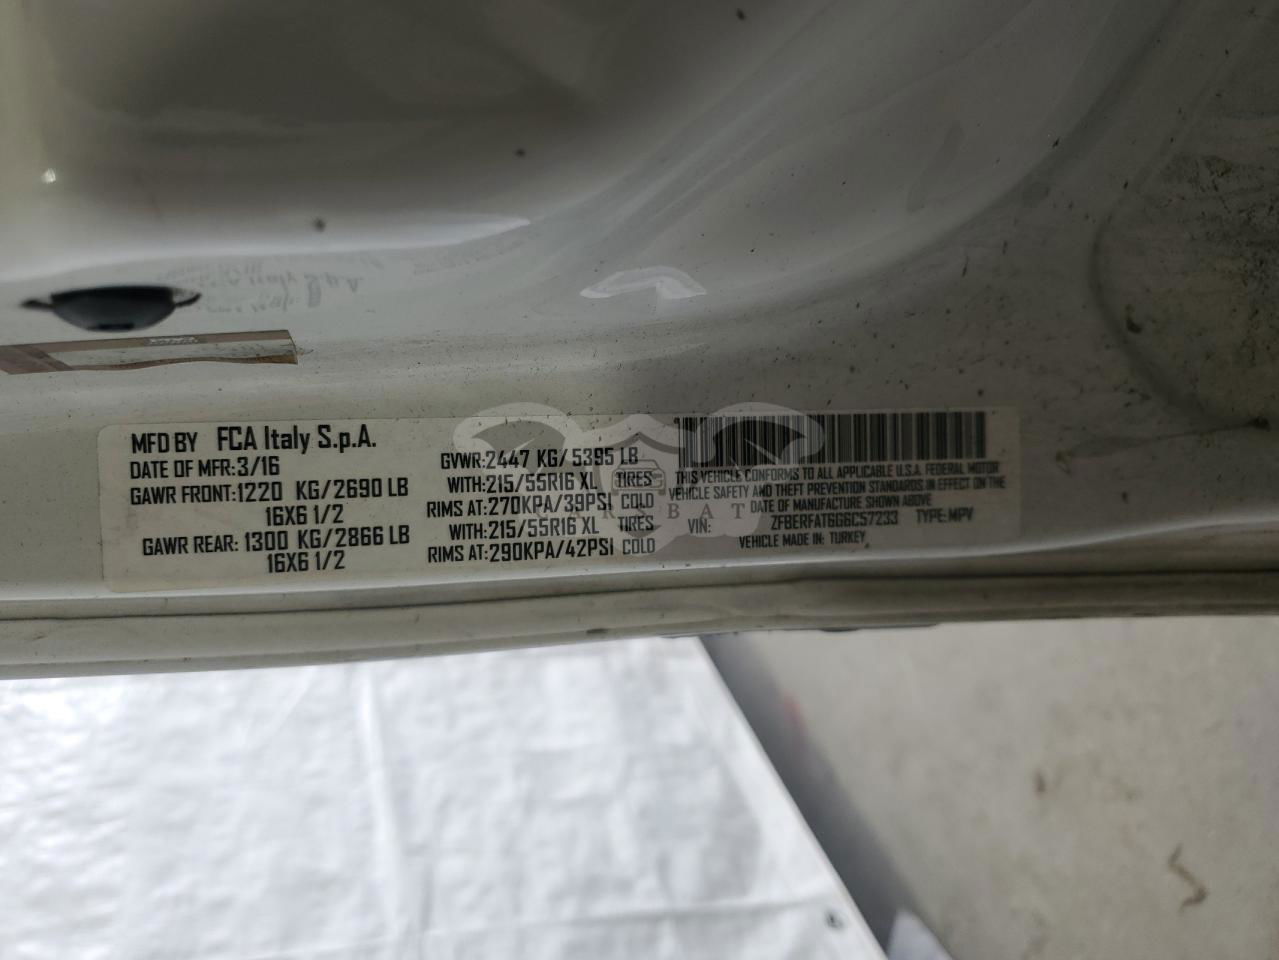 MFD BY FCA Italy S.p.A.
DATE OF MFR: 3/16
GAWR FRONT: 1220 KG/2690 LB
16X6 1/2
GAWR REAR: 1300 KG/2866 LB
16X6 1/2
GVWR: 2447 KG/ 5395 LB
WITH: 215/55R16 XL TIRES
RIMS AT: 270KPA/39PSI COLD
WITH: 215/55R16 XL TIRES
RIMS AT: 290KPA/42PSI COLD
THIS VEHICLE CONFORMS TO ALL APPLICABLE U.S.A. FEDERAL MOTOR
VEHICLE SAFETY AND THEFT PREVENTION STANDARDS IN EFFECT ON THE
DATE OF MANUFACTURE SHOWN ABOVE
VIN: ZFBERFAT6G6C57233 TYPE: MPV
VEHICLE MADE IN: TURKEY
CARSBAT